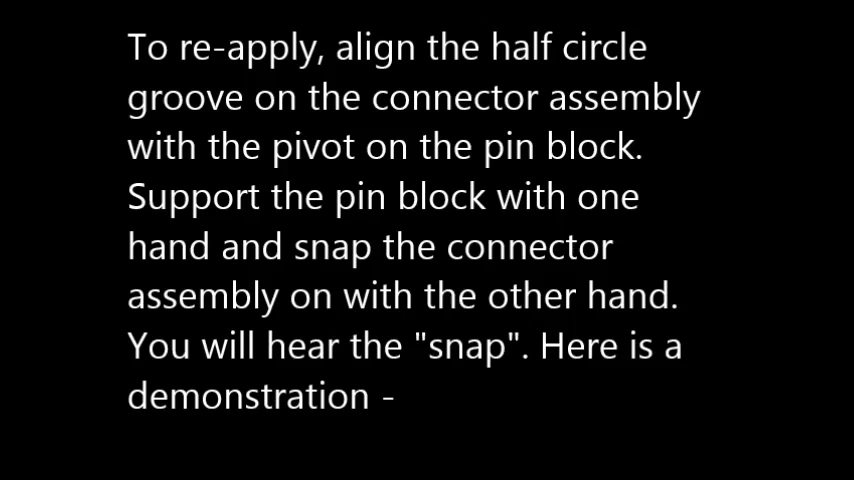 To re-apply, align the half circle
groove on the connector assembly
with the pivot on the pin block.
Support the pin block with one
hand and snap the connector
assembly on with the other hand.
You will hear the "snap". Here is a
demonstration -